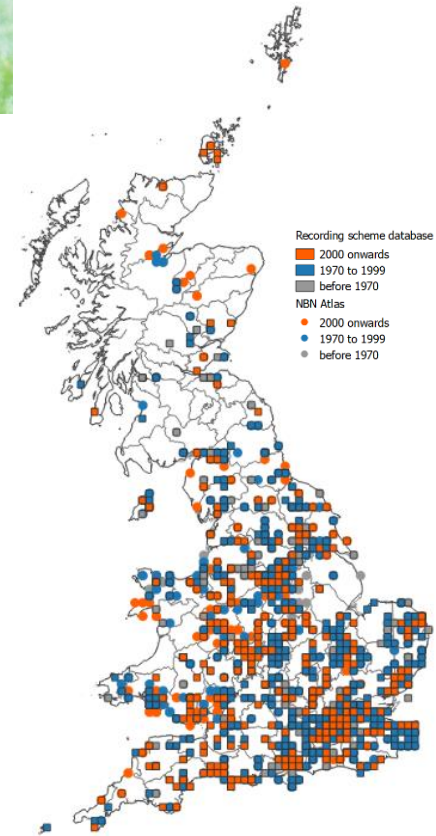 Recording scheme database
2000 onwards
1970 to 1999
before 1970
NBN Atlas
2000 onwards
1970 to 1999
before 1970